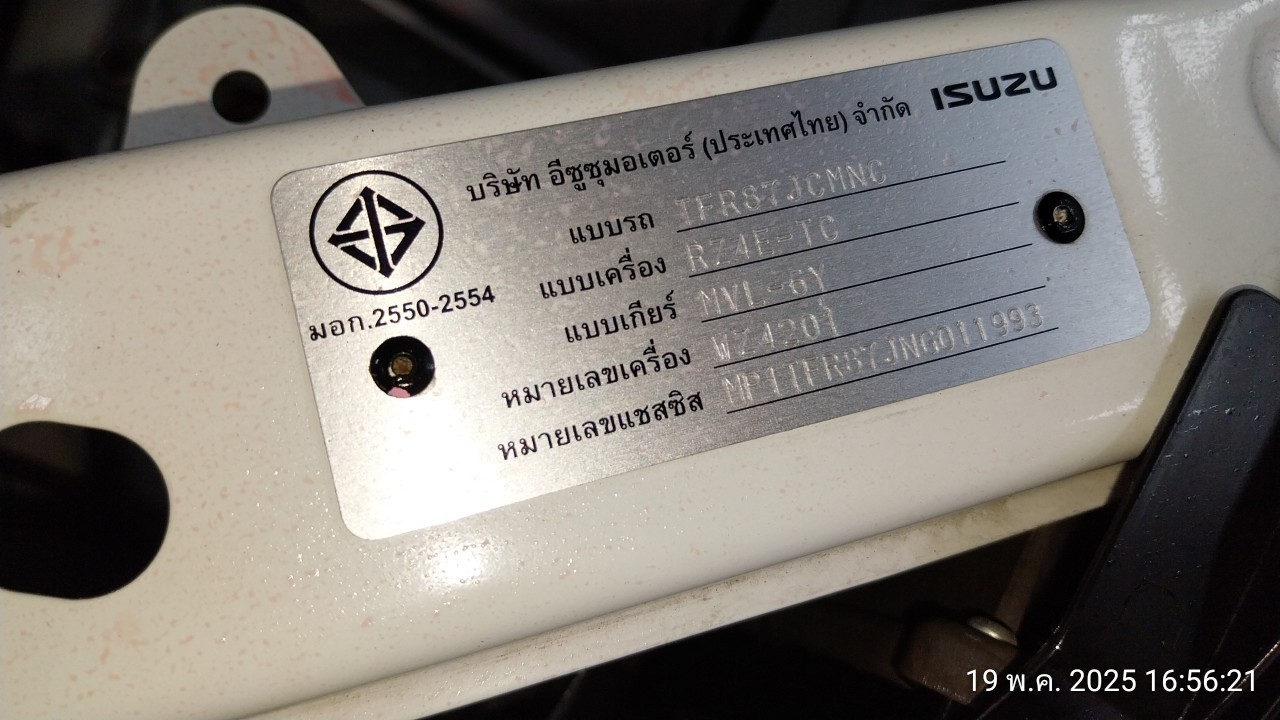 ISUZU
บริษัท อีซูซุมอเตอร์ (ประเทศไทย) จำกัด
แบบรถ TFR87JCMNC
แบบเครื่อง RZ4E-TC
แบบเกียร์ MVL-6Y
หมายเลขเครื่อง WZ4201
หมายเลขแชสซิส MP1TFR87JNG011993
มอก.2550-2554
19 พ.ค. 2025 16:56:21